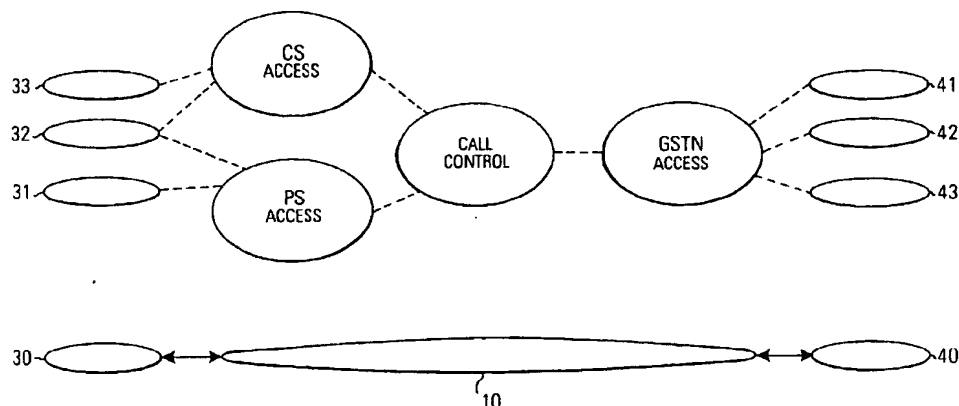 CS
ACCESS
33
41
32
42
CALL
CONTROL
GSTN
ACCESS
31
PS
ACCESS
43
30
40
10